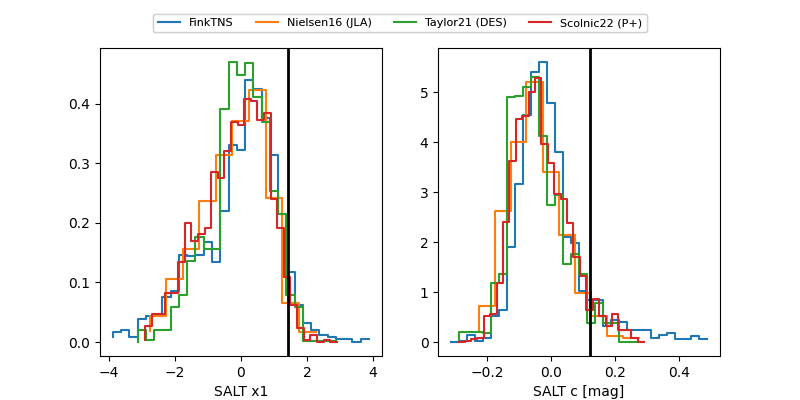 FinkTNS Nielsen16 (JLA) Taylor21 (DES) Scolnic22 (P+)
0.4
0.3
0.2
0.1
0.0
−4 −2 0 2 4
SALT x1
5
4
3
2
1
0
−0.2 0.0 0.2 0.4
SALT c [mag]